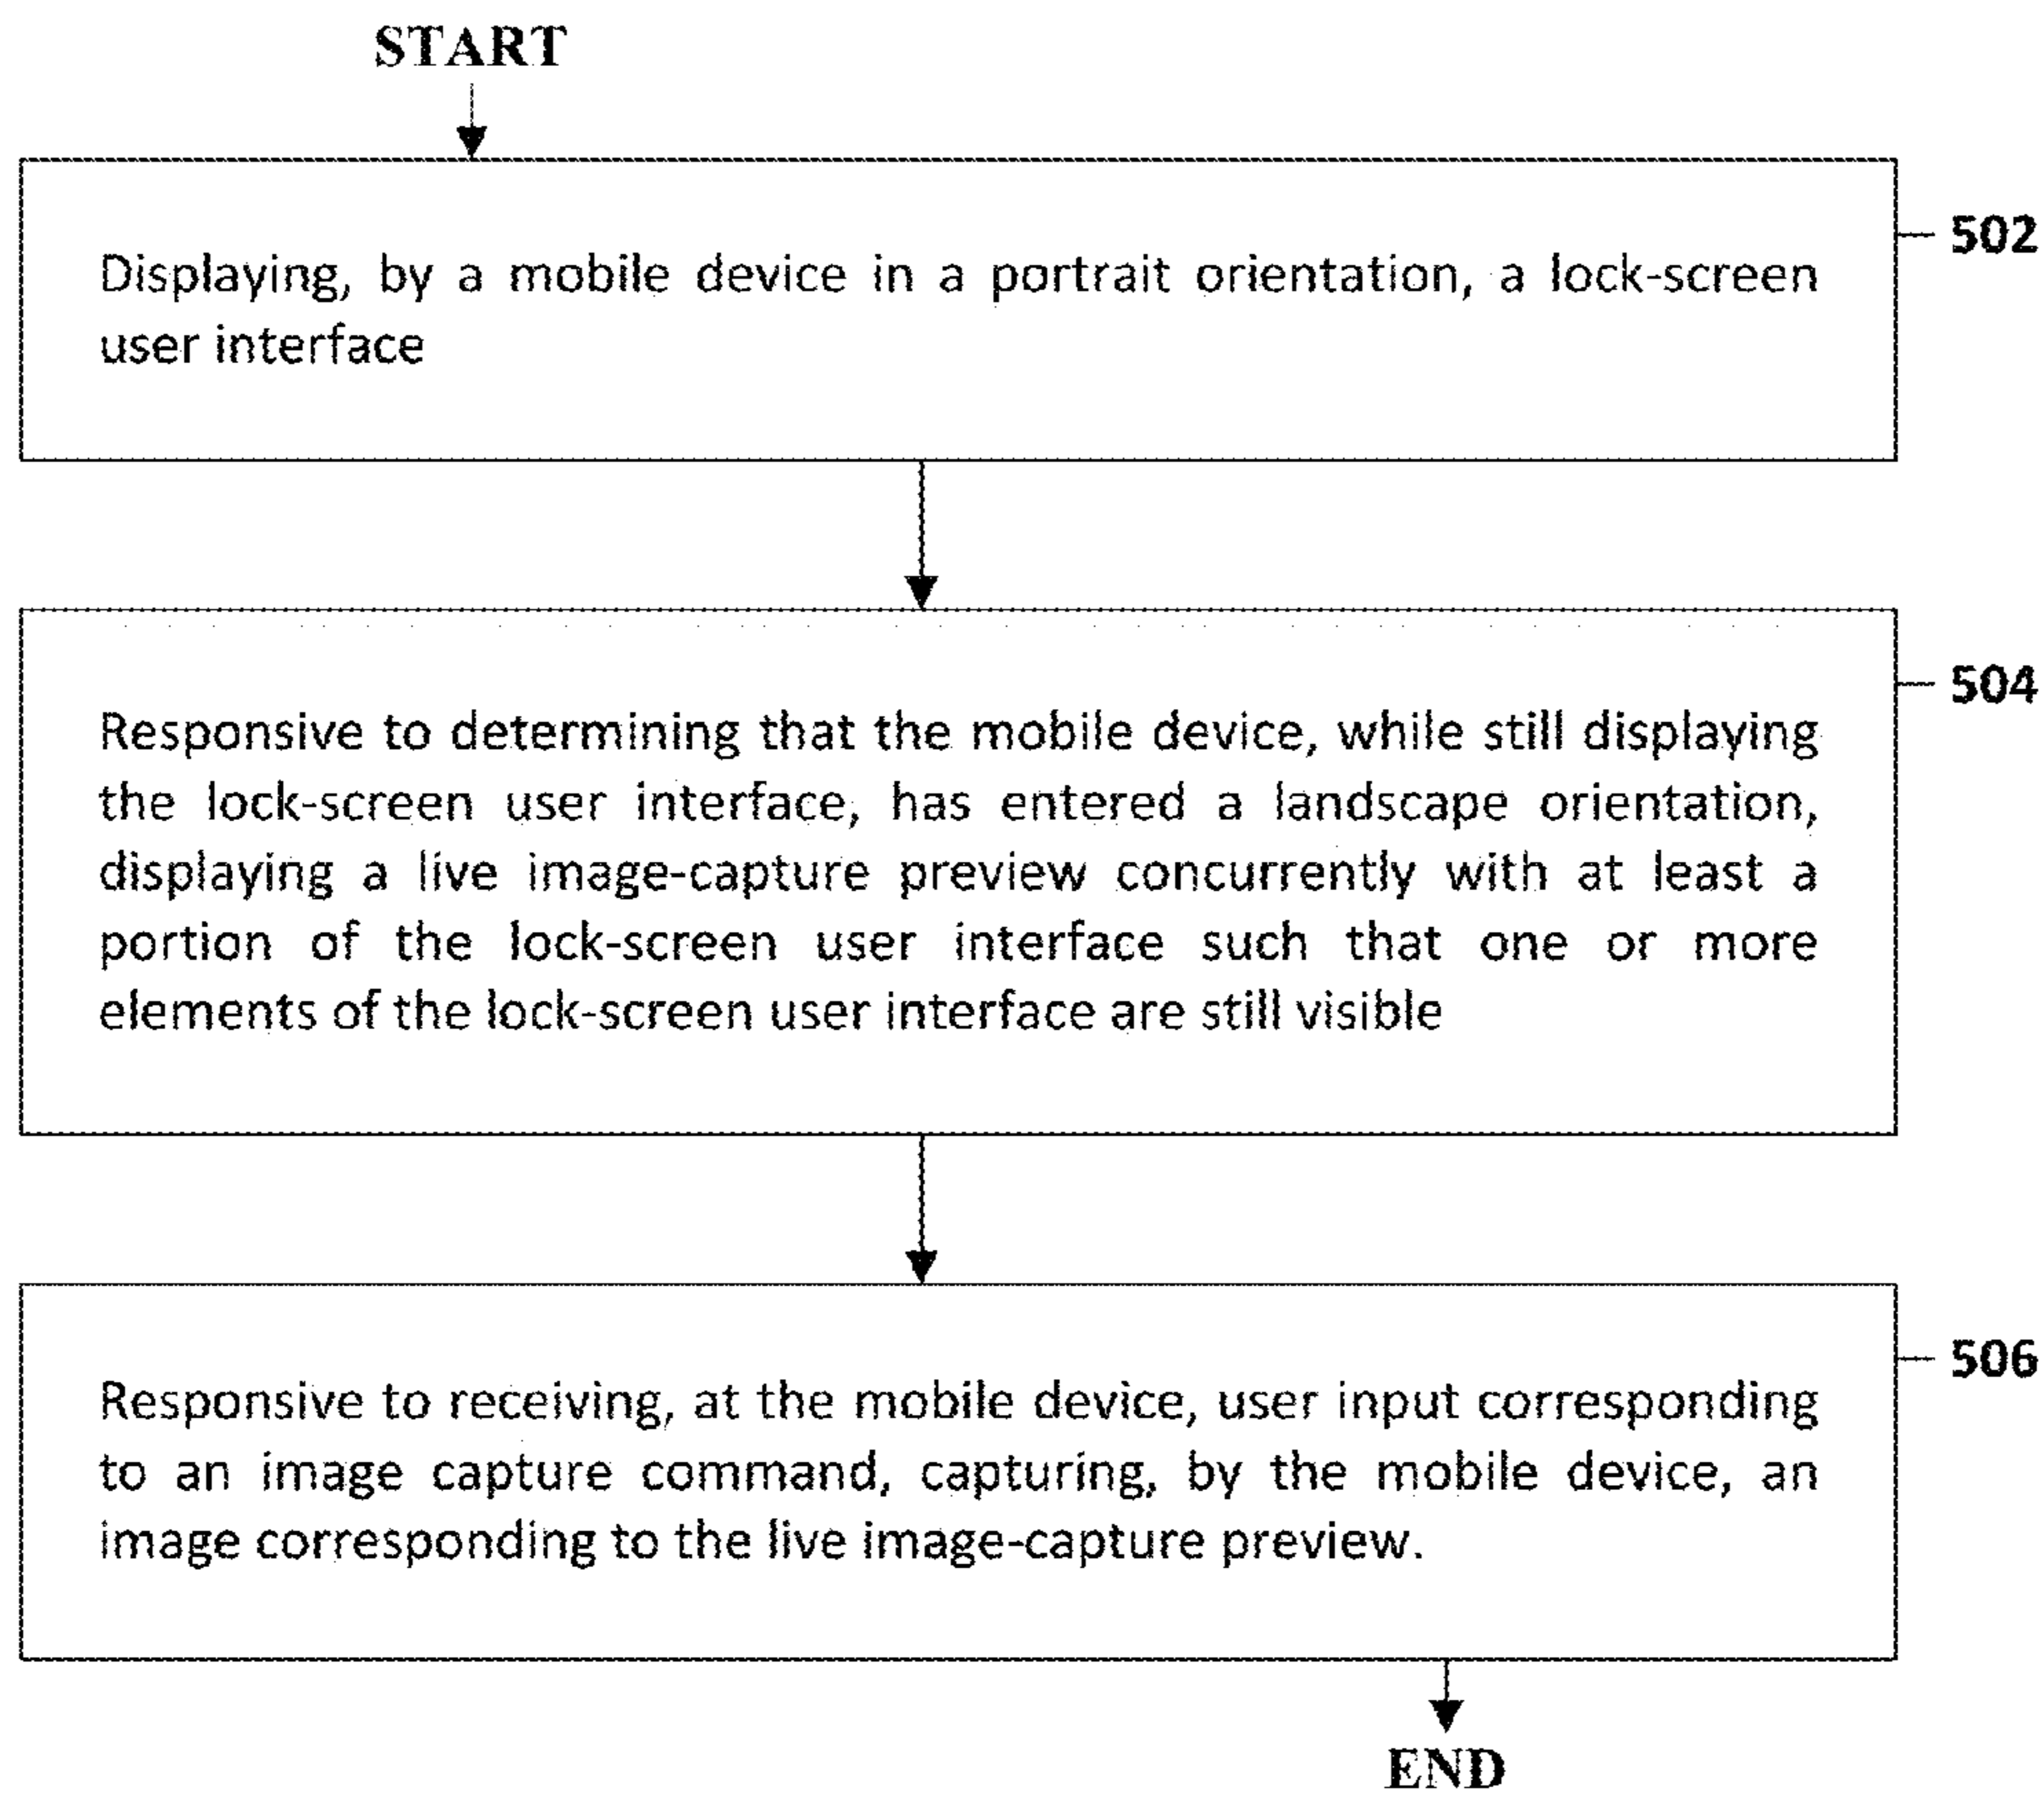 START
502
Displaying, by a mobile device in a portrait orientation, a lock-screen
user interface
504
Responsive to determining that the mobile device, while still displaying
the lock-screen user interface, has entered a landscape orientation,
displaying a live image-capture preview concurrently with at least a
portion of the lock-screen user interface such that one or more
elements of the lock-screen user interface are still visible
506
Responsive to receiving, at the mobile device, user input corresponding
to an image capture command, capturing, by the mobile device, an
image corresponding to the live image-capture preview.
END